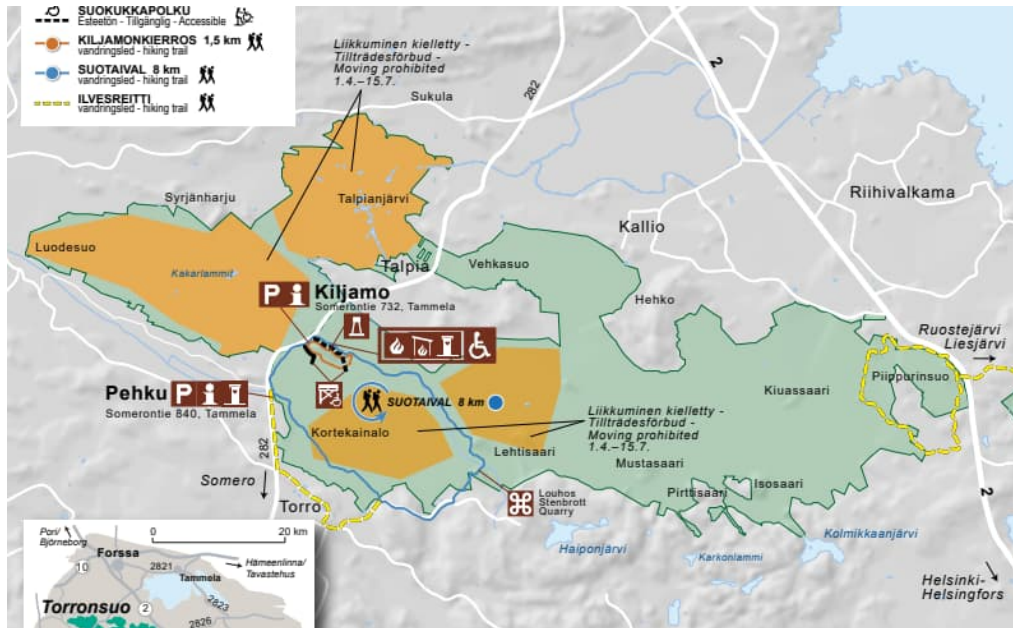 SUOKUKKAPOLKU
Esteetön - Tillgänglig - Accessible
KILJAMONKIERROS 1,5 km
vandringsled - hiking trail
SUOTAIVAL 8 km
vandringsled - hiking trail
ILVESREITTI
vandringsled - hiking trail
Liikkuminen kielletty -
Tillträdesförbud -
Moving prohibited
1.4.–15.7.
282
2
Sukula
Syrjänharju
Talpianjärvi
Riihivalkama
Kallio
Luodesuo
Kakarlammit
Talpia
Vehkasuo
Hehko
P i Kiljamo
Somerontie 732, Tammela
Ruostejärvi
Liesjärvi
Pehku P i
Somerontie 840, Tammela
SUOTAIVAL 8 km
Kiuassaari
Piippurinsuo
Liikkuminen kielletty -
Tillträdesförbud -
Moving prohibited
1.4.–15.7.
Kortekainalo
Lehtisaari
Mustasaari
282
Somero
Torro
Louhos
Stenbrott
Quarry
Pirttisaari
Isosaari
2
Haiponjärvi
Karkonlammi
Kolmikkaanjärvi
Helsinki-
Helsingfors
Pori/
Björneborg
0 20 km
Forssa
2821
Hämeenlinna/
Tavastehus
10
Tammela
2823
Torronsuo
2
2826